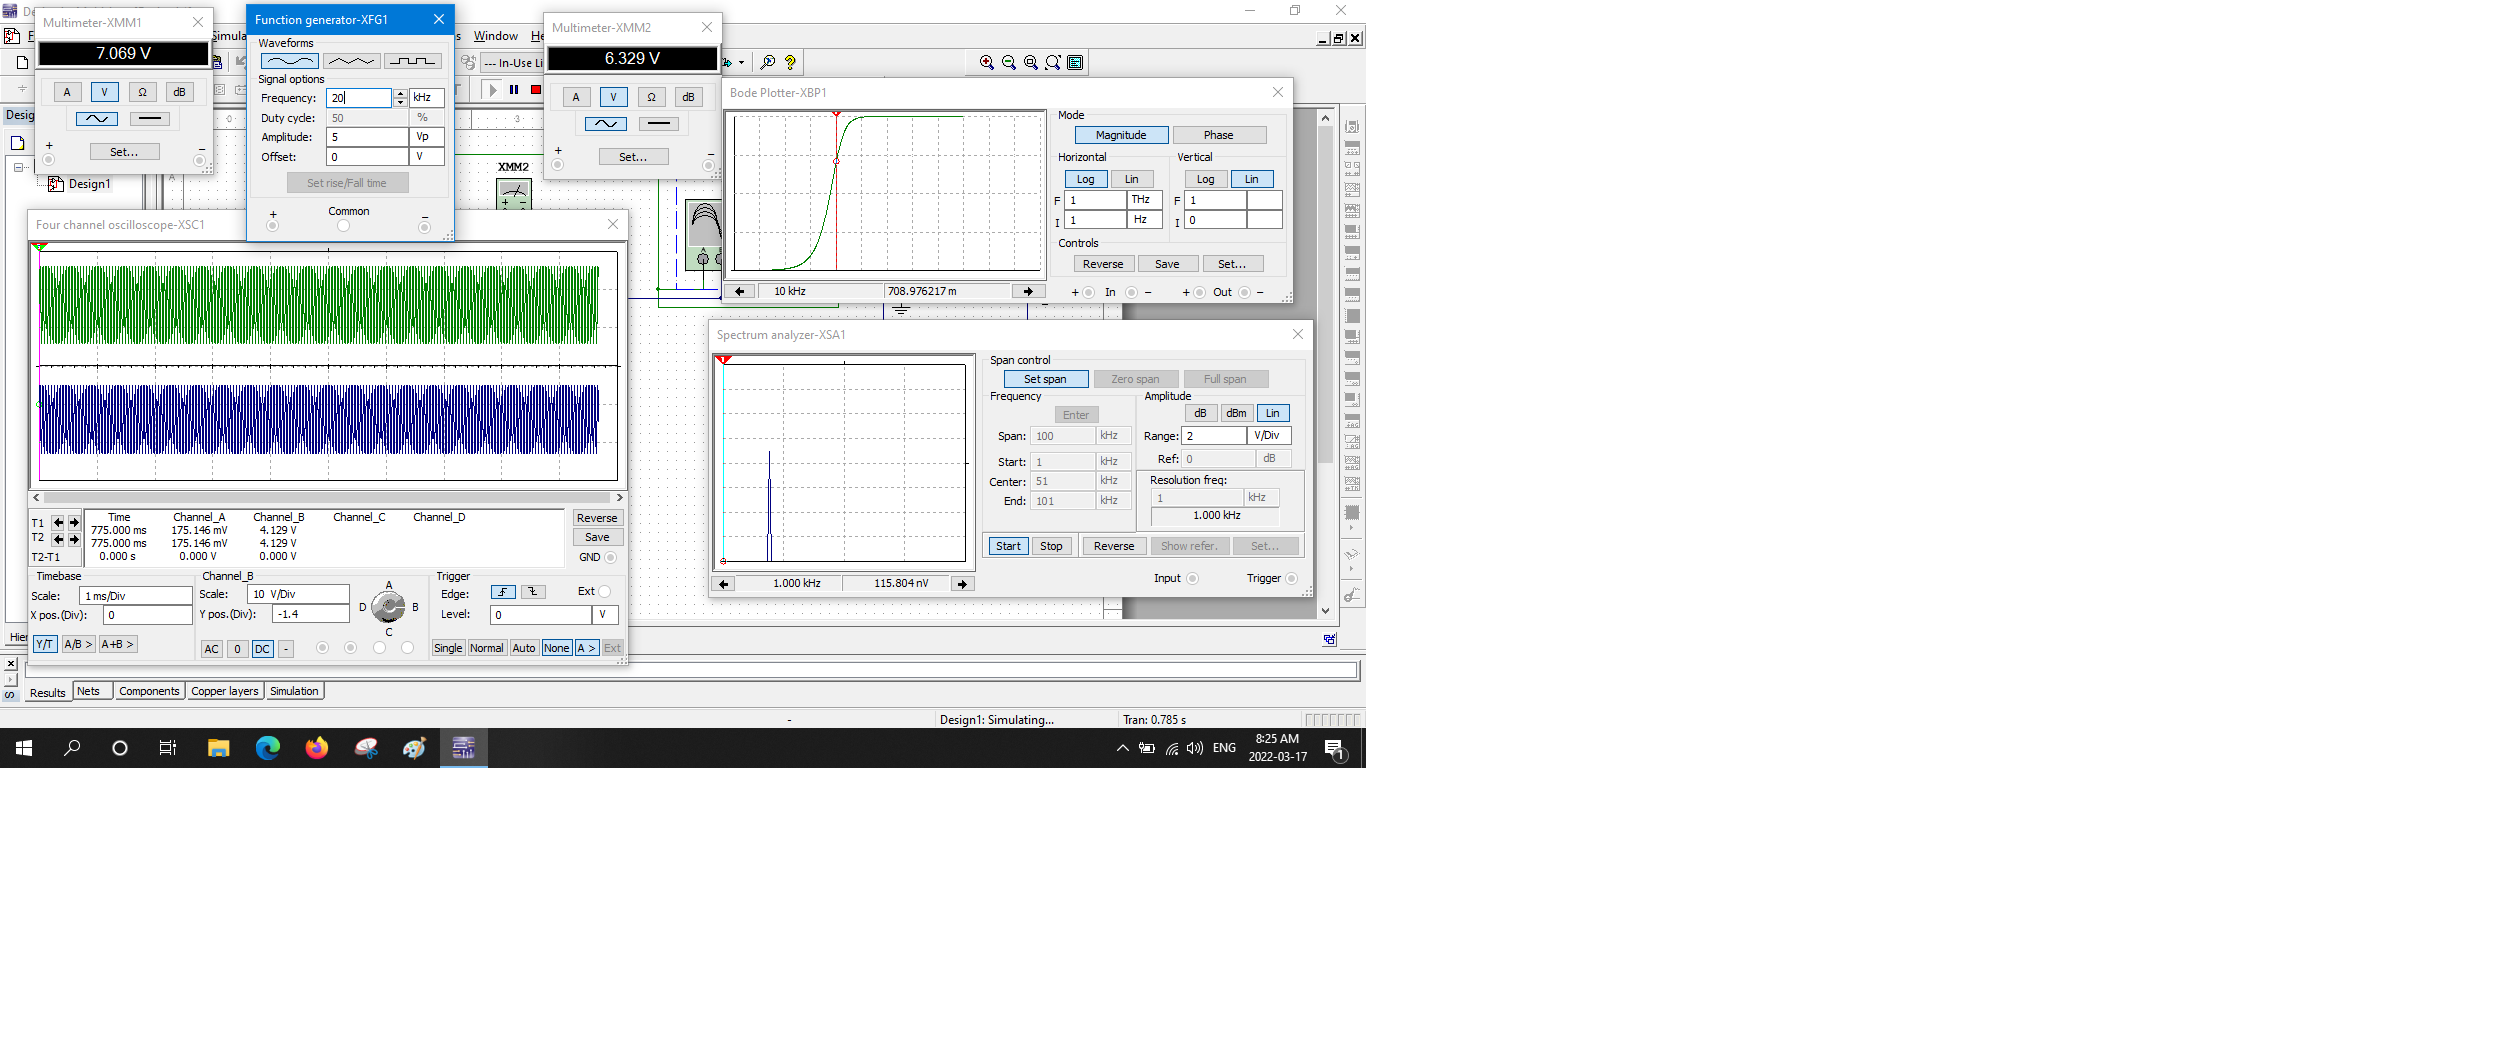 De
Multimeter-XMM1
7.069 V
A
V
Ω
dB
+
Set...
−
Function generator-XFG1
Waveforms
Signal options
Frequency:
20
kHz
Duty cycle:
50
%
Amplitude:
5
Vp
Offset:
0
V
Set rise/Fall time
+
Common
−
Multimeter-XMM2
6.329 V
A
V
Ω
dB
+
Set...
−
F
Simula
s
Window
He
--- In-Use Li
Desig
0
3
A
Design1
XMM2
A
Bode Plotter-XBP1
Mode
Magnitude
Phase
Horizontal
Vertical
Log
Lin
Log
Lin
F
1
THz
F
1
I
1
Hz
I
0
Controls
Reverse
Save
Set...
10 kHz
708.976217 m
+
In
−
+
Out
−
Four channel oscilloscope-XSC1
T1
T2
T2-T1
Time
Channel_A
Channel_B
Channel_C
Channel_D
775.000 ms
175.146 mV
4.129 V
775.000 ms
175.146 mV
4.129 V
0.000 s
0.000 V
0.000 V
Reverse
Save
GND
Timebase
Scale:
1 ms/Div
X pos.(Div):
0
Y/T
A/B >
A+B >
Channel_B
Scale:
10 V/Div
Y pos.(Div):
-1.4
AC
0
DC
-
A
B
C
D
Trigger
Edge:
Ext
Level:
0
V
Single
Normal
Auto
None
A >
Ext
Spectrum analyzer-XSA1
1
Span control
Set span
Zero span
Full span
Frequency
Enter
Span:
100
kHz
Start:
1
kHz
Center:
51
kHz
End:
101
kHz
Amplitude
dB
dBm
Lin
Range:
2
V/Div
Ref:
0
dB
Resolution freq:
1
kHz
1.000 kHz
Start
Stop
Reverse
Show refer.
Set...
1.000 kHz
115.804 nV
Input
Trigger
Hier
Results
Nets
Components
Copper layers
Simulation
S
-
Design1: Simulating...
Tran: 0.785 s
ENG
8:25 AM
2022-03-17
1